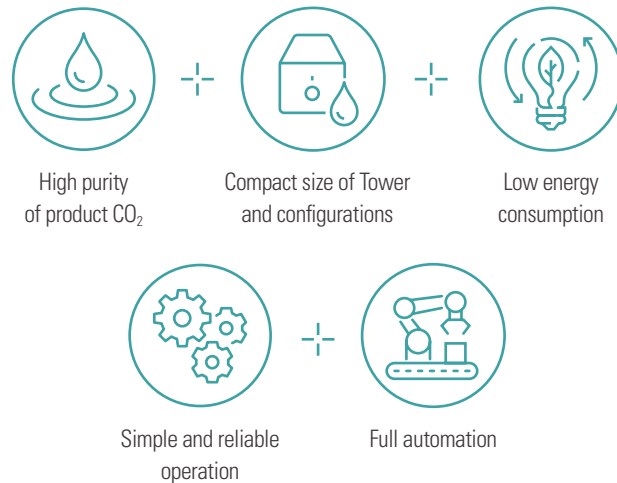 High purity
of product CO₂
Compact size of Tower
and configurations
Low energy
consumption
Simple and reliable
operation
Full automation